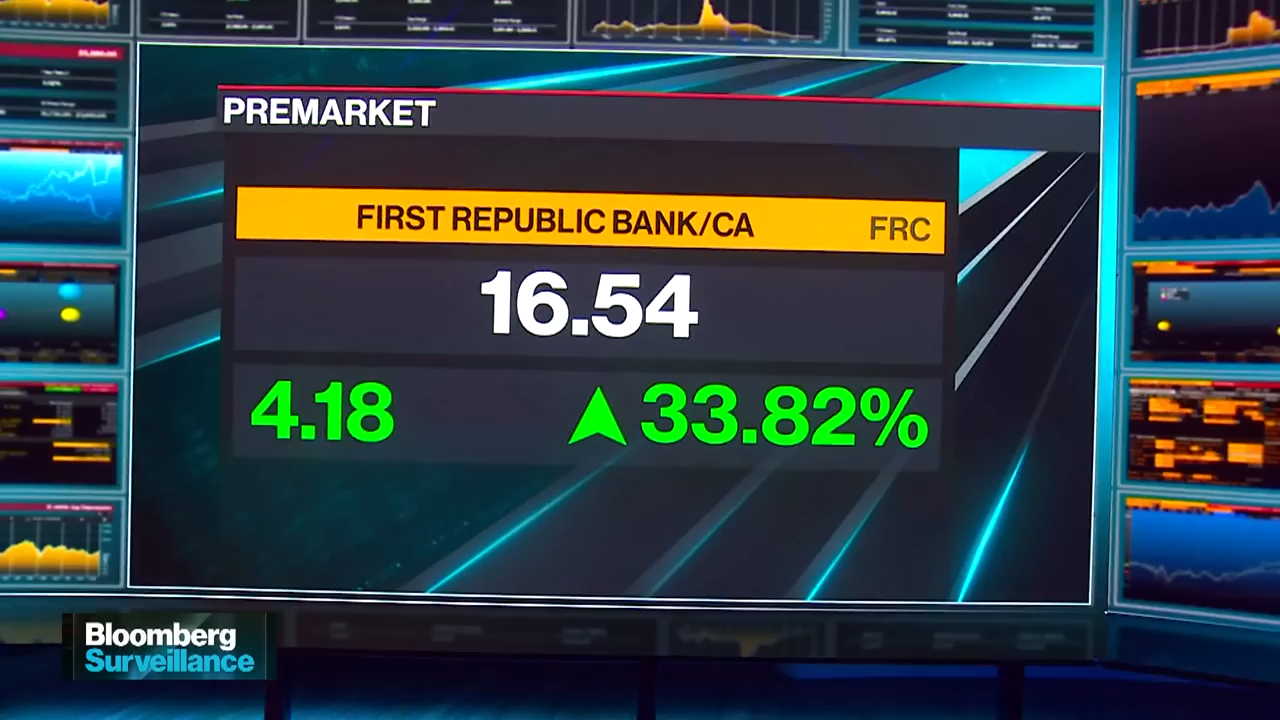 PREMARKET
FIRST REPUBLIC BANK/CA FRC
16.54
4.18 ▲33.82%
Bloomberg
Surveillance